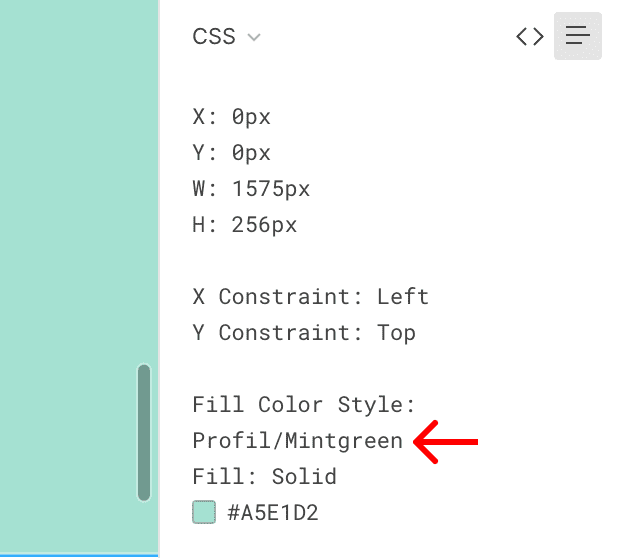 CSS
X: 0px
Y: 0px
W: 1575px
H: 256px
X Constraint: Left
Y Constraint: Top
Fill Color Style:
Profil/Mintgreen
Fill: Solid
#A5E1D2